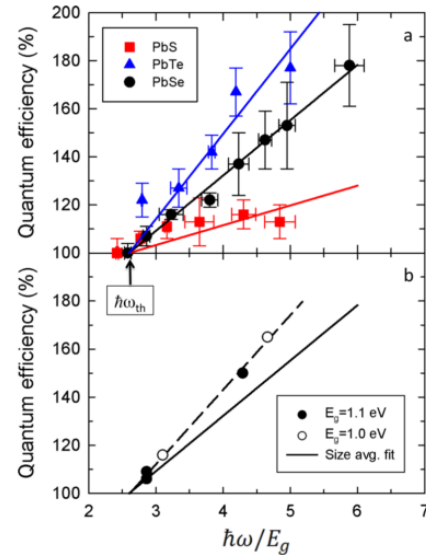 200
180
160
140
120
100
Quantum efficiency (%)
PbS
PbTe
PbSe
a
ħω_th
b
180
160
140
120
100
Quantum efficiency (%)
E_g=1.1 eV
E_g=1.0 eV
Size avg. fit
2 3 4 5 6 7
ħω/E_g